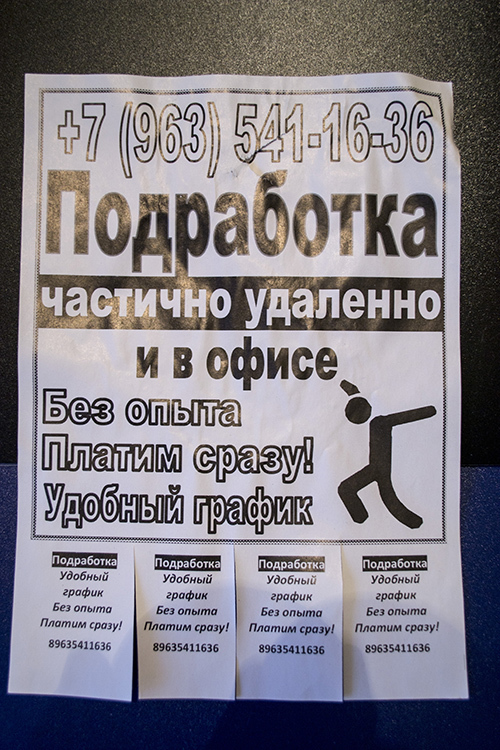 +7 (963) 541-16-36
Подработка
частично удаленно
и в офисе
Без опыта
Платим сразу!
Удобный график
Подработка
Удобный
график
Без опыта
Платим сразу!
89635411636
Подработка
Удобный
график
Без опыта
Платим сразу!
89635411636
Подработка
Удобный
график
Без опыта
Платим сразу!
89635411636
Подработка
Удобный
график
Без опыта
Платим сразу!
89635411636